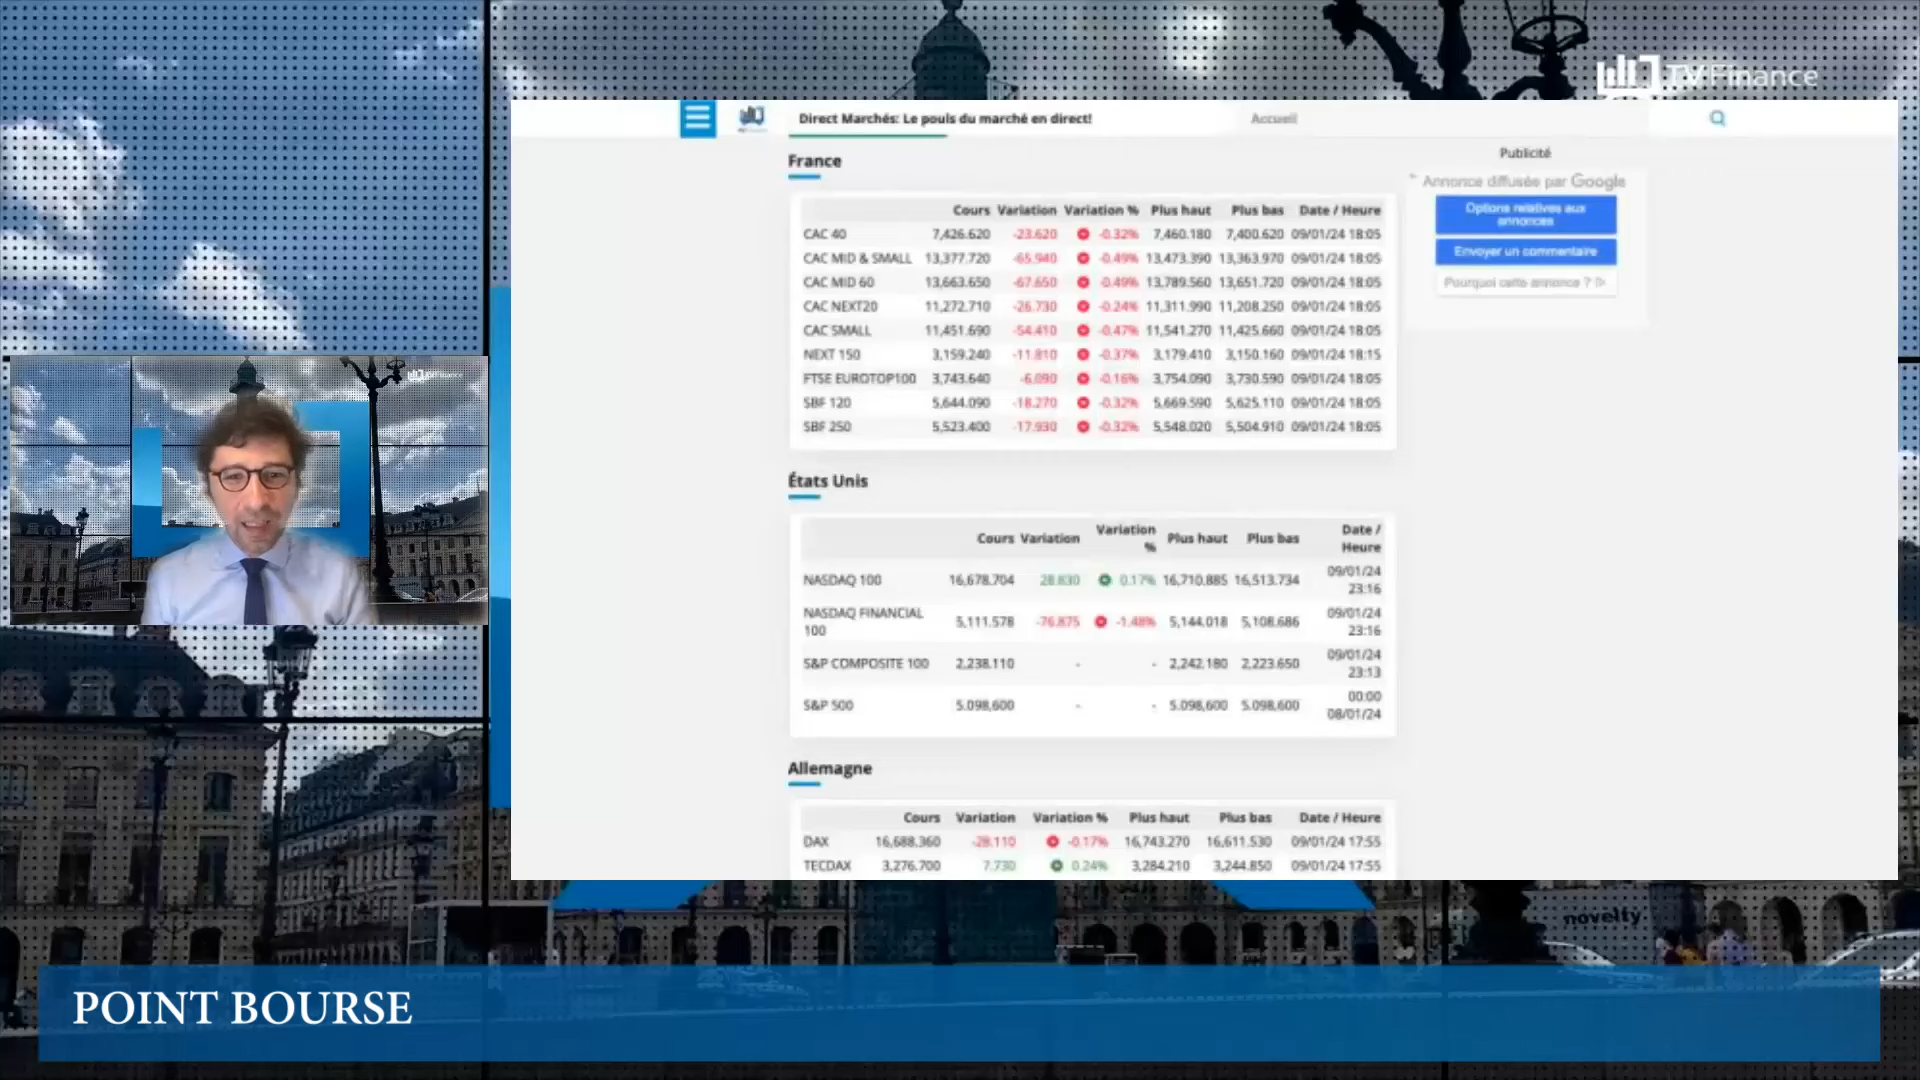 TVFinance
Direct Marchés: Le pouls du marché en direct!
Accueil
Publicité
Annonce diffusée par Google
Options relatives aux
annonces
Envoyer un commentaire
Pourquoi cette annonce ?
France
Cours Variation Variation % Plus haut Plus bas Date / Heure
CAC 40 7,426.620 -23.620 -0.32% 7,460.180 7,400.620 09/01/24 18:05
CAC MID & SMALL 13,377.720 -65.940 -0.49% 13,473.390 13,363.970 09/01/24 18:05
CAC MID 60 13,663.650 -67.650 -0.49% 13,789.560 13,651.720 09/01/24 18:05
CAC NEXT20 11,272.710 -26.730 -0.24% 11,311.990 11,208.250 09/01/24 18:05
CAC SMALL 11,451.690 -54.410 -0.47% 11,541.270 11,425.660 09/01/24 18:05
NEXT 150 3,159.240 -11.810 -0.37% 3,179.410 3,150.160 09/01/24 18:15
FTSE EUROTOP100 3,743.640 -6.090 -0.16% 3,754.090 3,730.590 09/01/24 18:05
SBF 120 5,644.090 -18.270 -0.32% 5,669.590 5,625.110 09/01/24 18:05
SBF 250 5,523.400 -17.930 -0.32% 5,548.020 5,504.910 09/01/24 18:05
États Unis
Cours Variation Variation % Plus haut Plus bas Date / Heure
NASDAQ 100 16,678.704 28.830 0.17% 16,710.885 16,513.734 09/01/24 23:16
NASDAQ FINANCIAL 100 5,111.578 -76.875 -1.48% 5,144.018 5,108.686 09/01/24 23:16
S&P COMPOSITE 100 2,238.110 - - 2,242.180 2,223.650 09/01/24 23:13
S&P 500 5.098,600 - - 5.098,600 5.098,600 00:00 08/01/24
Allemagne
Cours Variation Variation % Plus haut Plus bas Date / Heure
DAX 16,688.360 -28.110 -0.17% 16,743.270 16,611.530 09/01/24 17:55
TECDAX 3,276.700 7.730 0.24% 3,284.210 3,244.850 09/01/24 17:55
novelty
POINT BOURSE